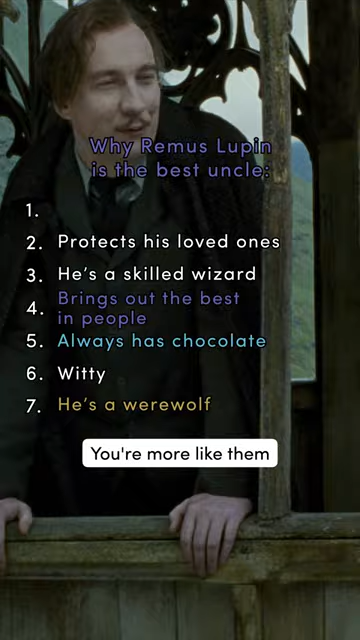 Why Remus Lupin
is the best uncle:
1.
2. Protects his loved ones
3. He's a skilled wizard
4. Brings out the best
in people
5. Always has chocolate
6. Witty
7. He's a werewolf
You're more like them